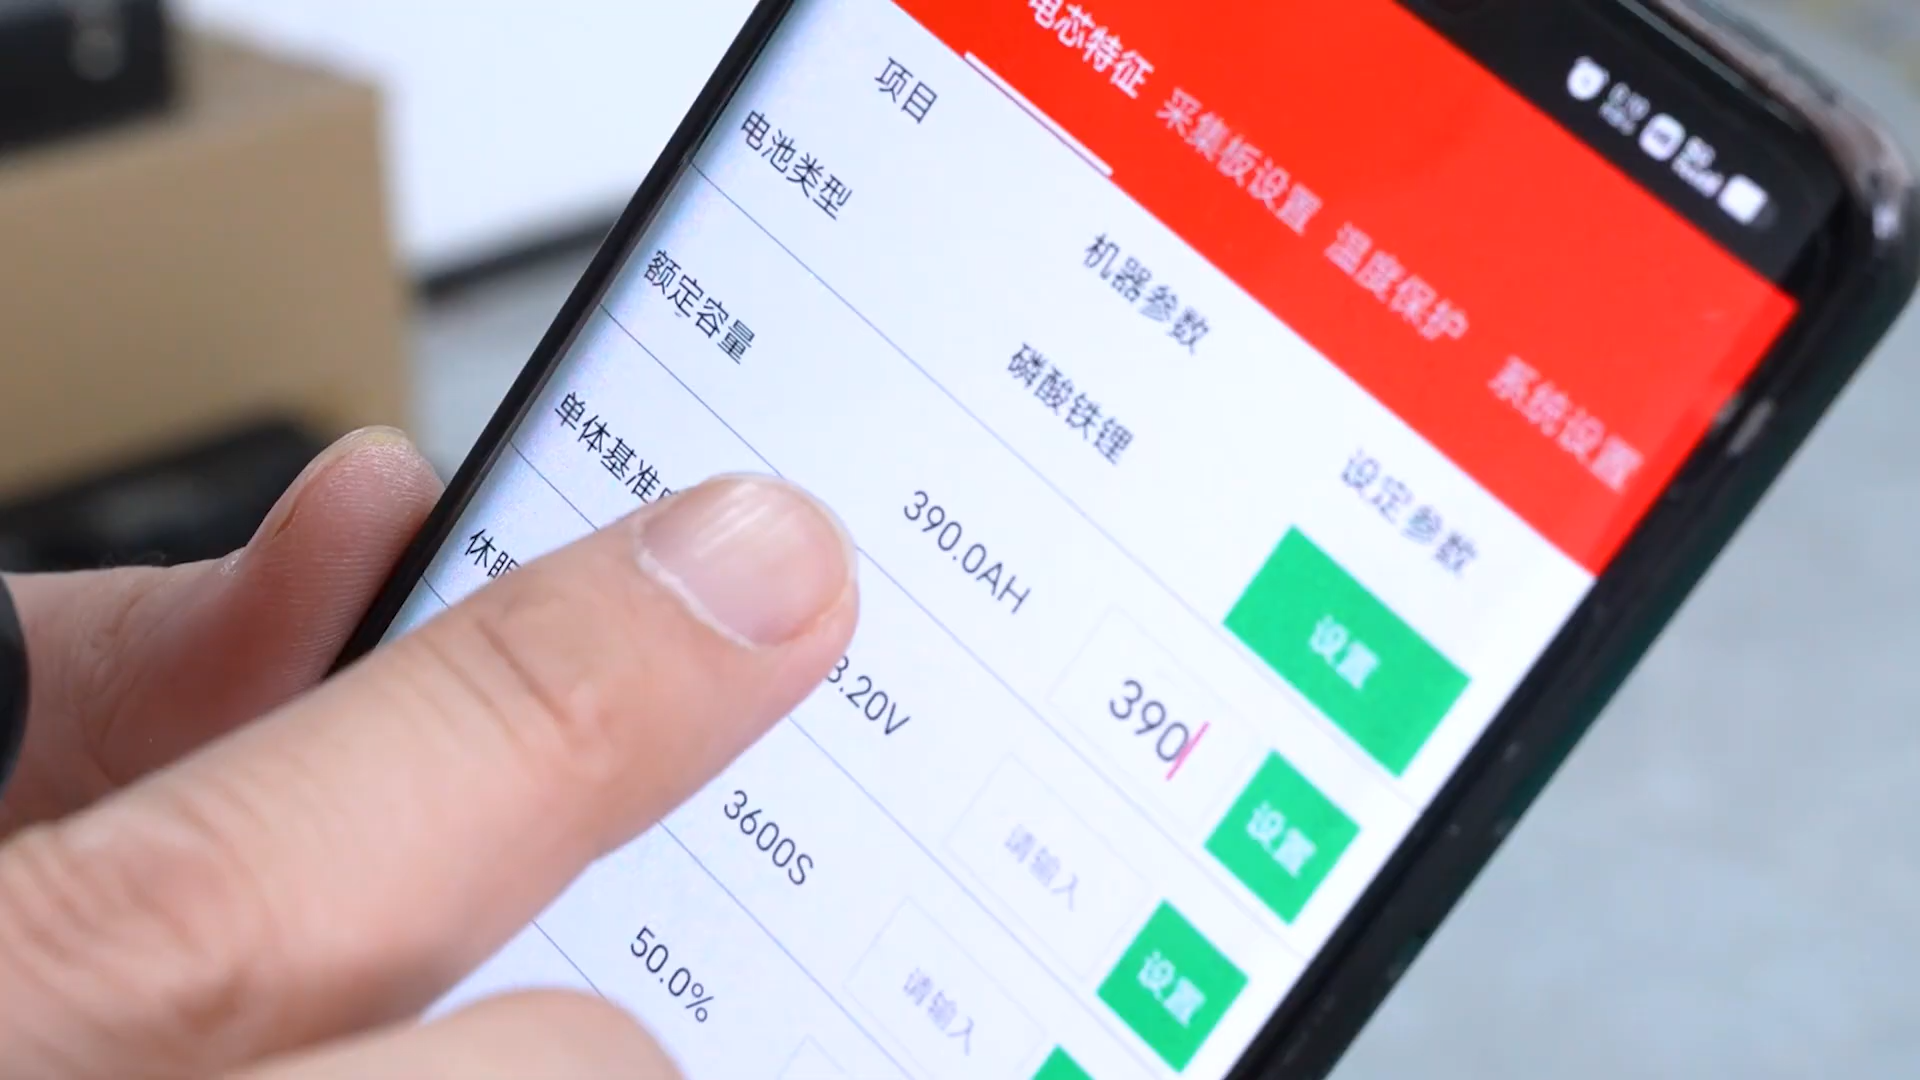 电芯特征 采集板设置 温度保护 系统设置
项目 机器参数 设定参数
电池类型 磷酸铁锂 设置
额定容量 390.0AH 390 设置
单体基准 3.20V 请输入 设置
休眠 3600S 请输入
50.0%